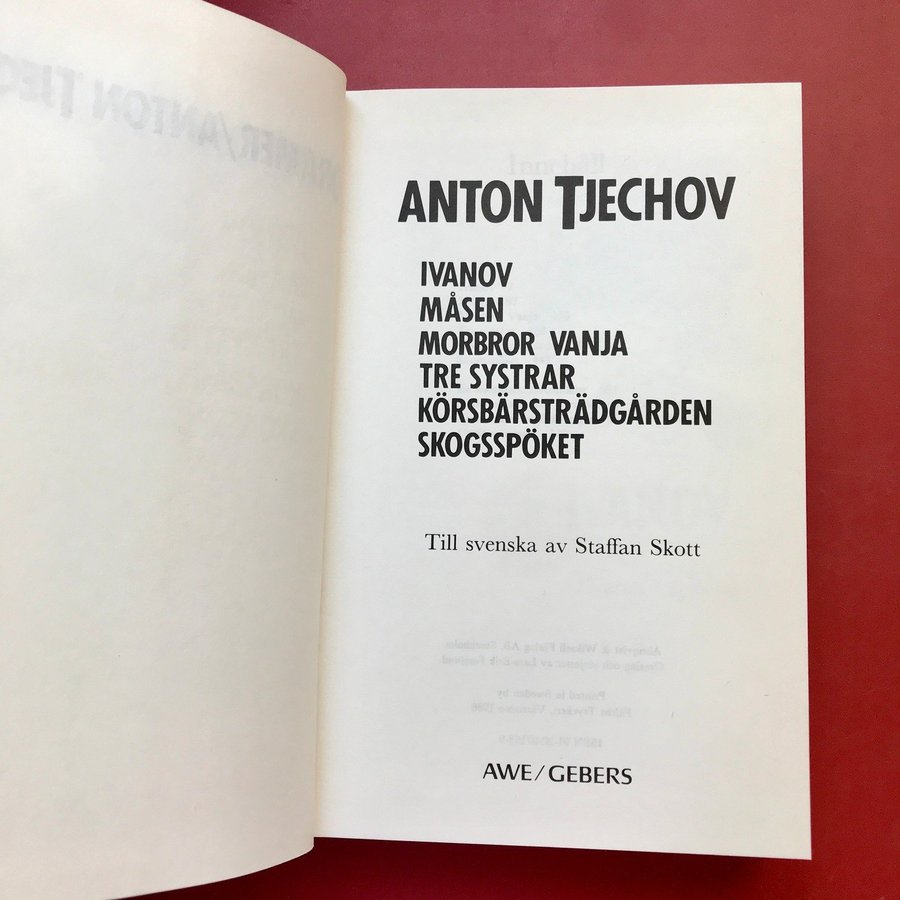 ANTON TJECHOV
IVANOV
MÅSEN
MORBROR VANJA
TRE SYSTRAR
KÖRSBÄRSTRÄDGÅRDEN
SKOGSSPÖKET
Till svenska av Staffan Skott
AWE/GEBERS